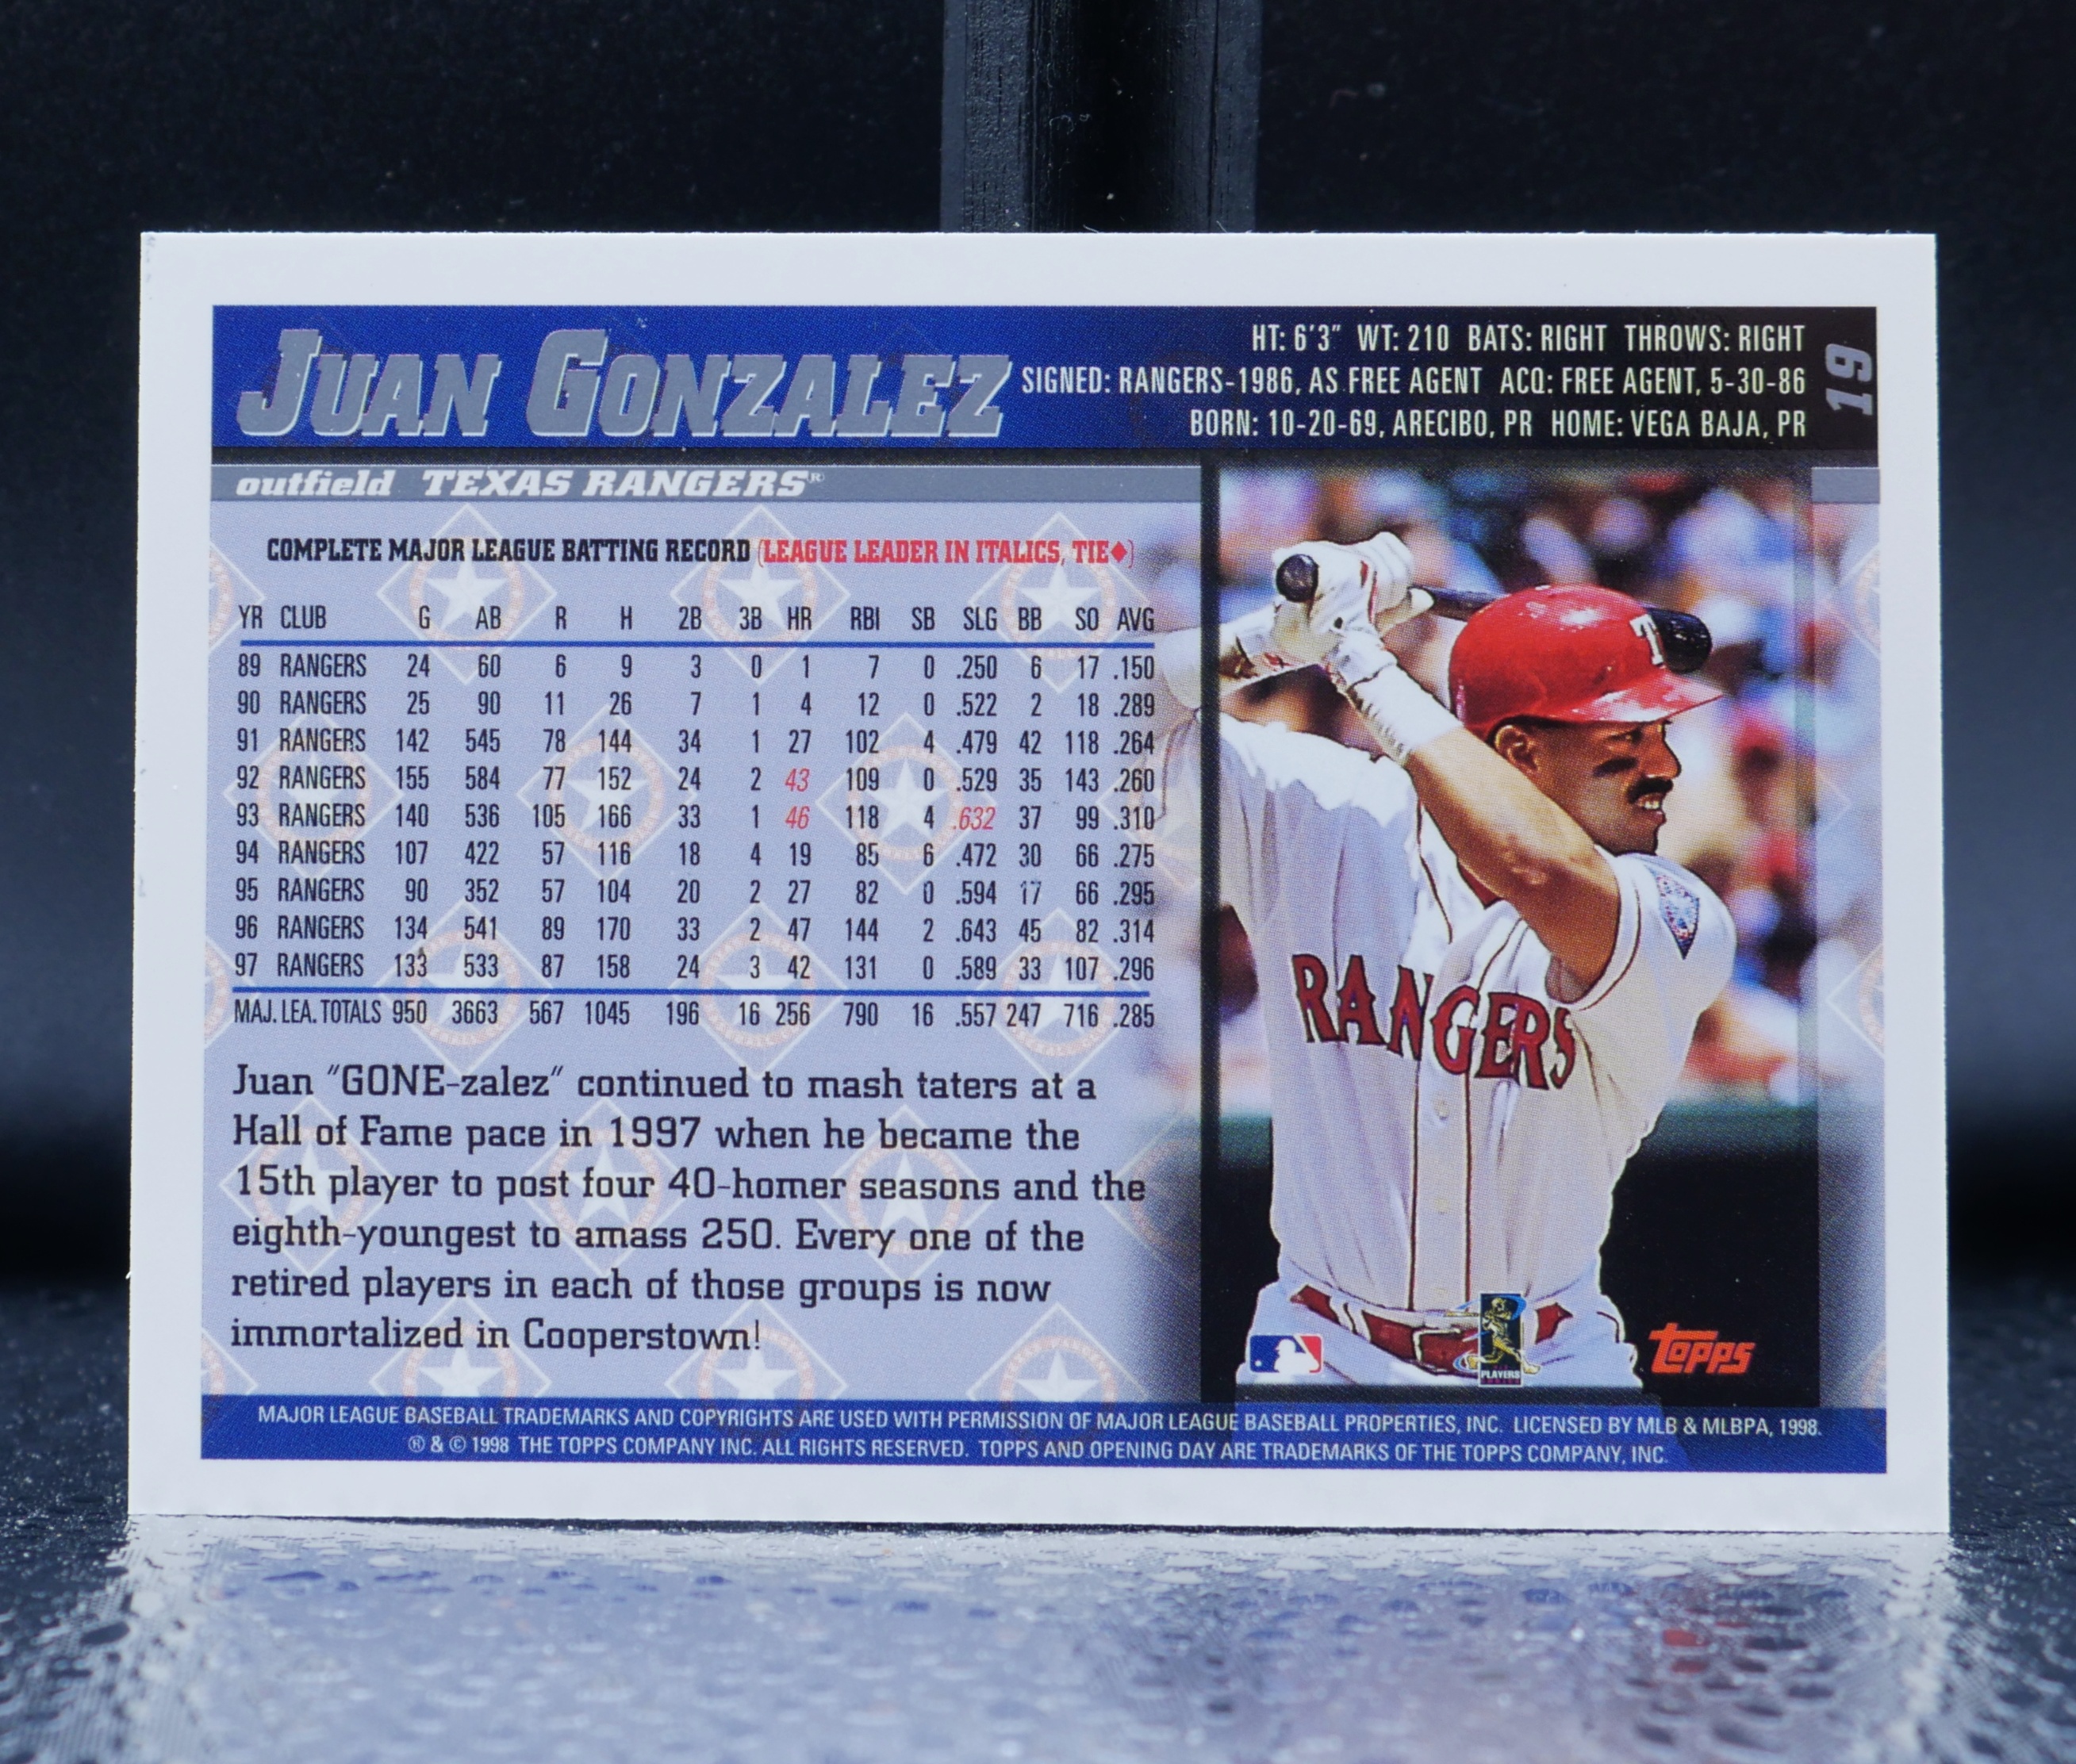 JUAN GONZALEZ
HT: 6'3" WT: 210 BATS: RIGHT THROWS: RIGHT
SIGNED: RANGERS-1986, AS FREE AGENT ACQ: FREE AGENT, 5-30-86
BORN: 10-20-69, ARECIBO, PR HOME: VEGA BAJA, PR
19
outfield TEXAS RANGERS®
COMPLETE MAJOR LEAGUE BATTING RECORD (LEAGUE LEADER IN ITALICS, TIE♦)
YR CLUB G AB R H 2B 3B HR RBI SB SLG BB SO AVG
89 RANGERS 24 60 6 9 3 0 1 7 0 .250 6 17 .150
90 RANGERS 25 90 11 26 7 1 4 12 0 .522 2 18 .289
91 RANGERS 142 545 78 144 34 1 27 102 4 .479 42 118 .264
92 RANGERS 155 584 77 152 24 2 43 109 0 .529 35 143 .260
93 RANGERS 140 536 105 166 33 1 46 118 4 .632 37 99 .310
94 RANGERS 107 422 57 116 18 4 19 85 6 .472 30 66 .275
95 RANGERS 90 352 57 104 20 2 27 82 0 .594 17 66 .295
96 RANGERS 134 541 89 170 33 2 47 144 2 .643 45 82 .314
97 RANGERS 133 533 87 158 24 3 42 131 0 .589 33 107 .296
MAJ. LEA. TOTALS 950 3663 567 1045 196 16 256 790 16 .557 247 716 .285
Juan "GONE-zalez" continued to mash taters at a
Hall of Fame pace in 1997 when he became the
15th player to post four 40-homer seasons and the
eighth-youngest to amass 250. Every one of the
retired players in each of those groups is now
immortalized in Cooperstown!
T
RANGERS
PLAYERS
TOPPS
MAJOR LEAGUE BASEBALL TRADEMARKS AND COPYRIGHTS ARE USED WITH PERMISSION OF MAJOR LEAGUE BASEBALL PROPERTIES, INC. LICENSED BY MLB & MLBPA, 1998.
® & © 1998 THE TOPPS COMPANY INC. ALL RIGHTS RESERVED. TOPPS AND OPENING DAY ARE TRADEMARKS OF THE TOPPS COMPANY, INC.